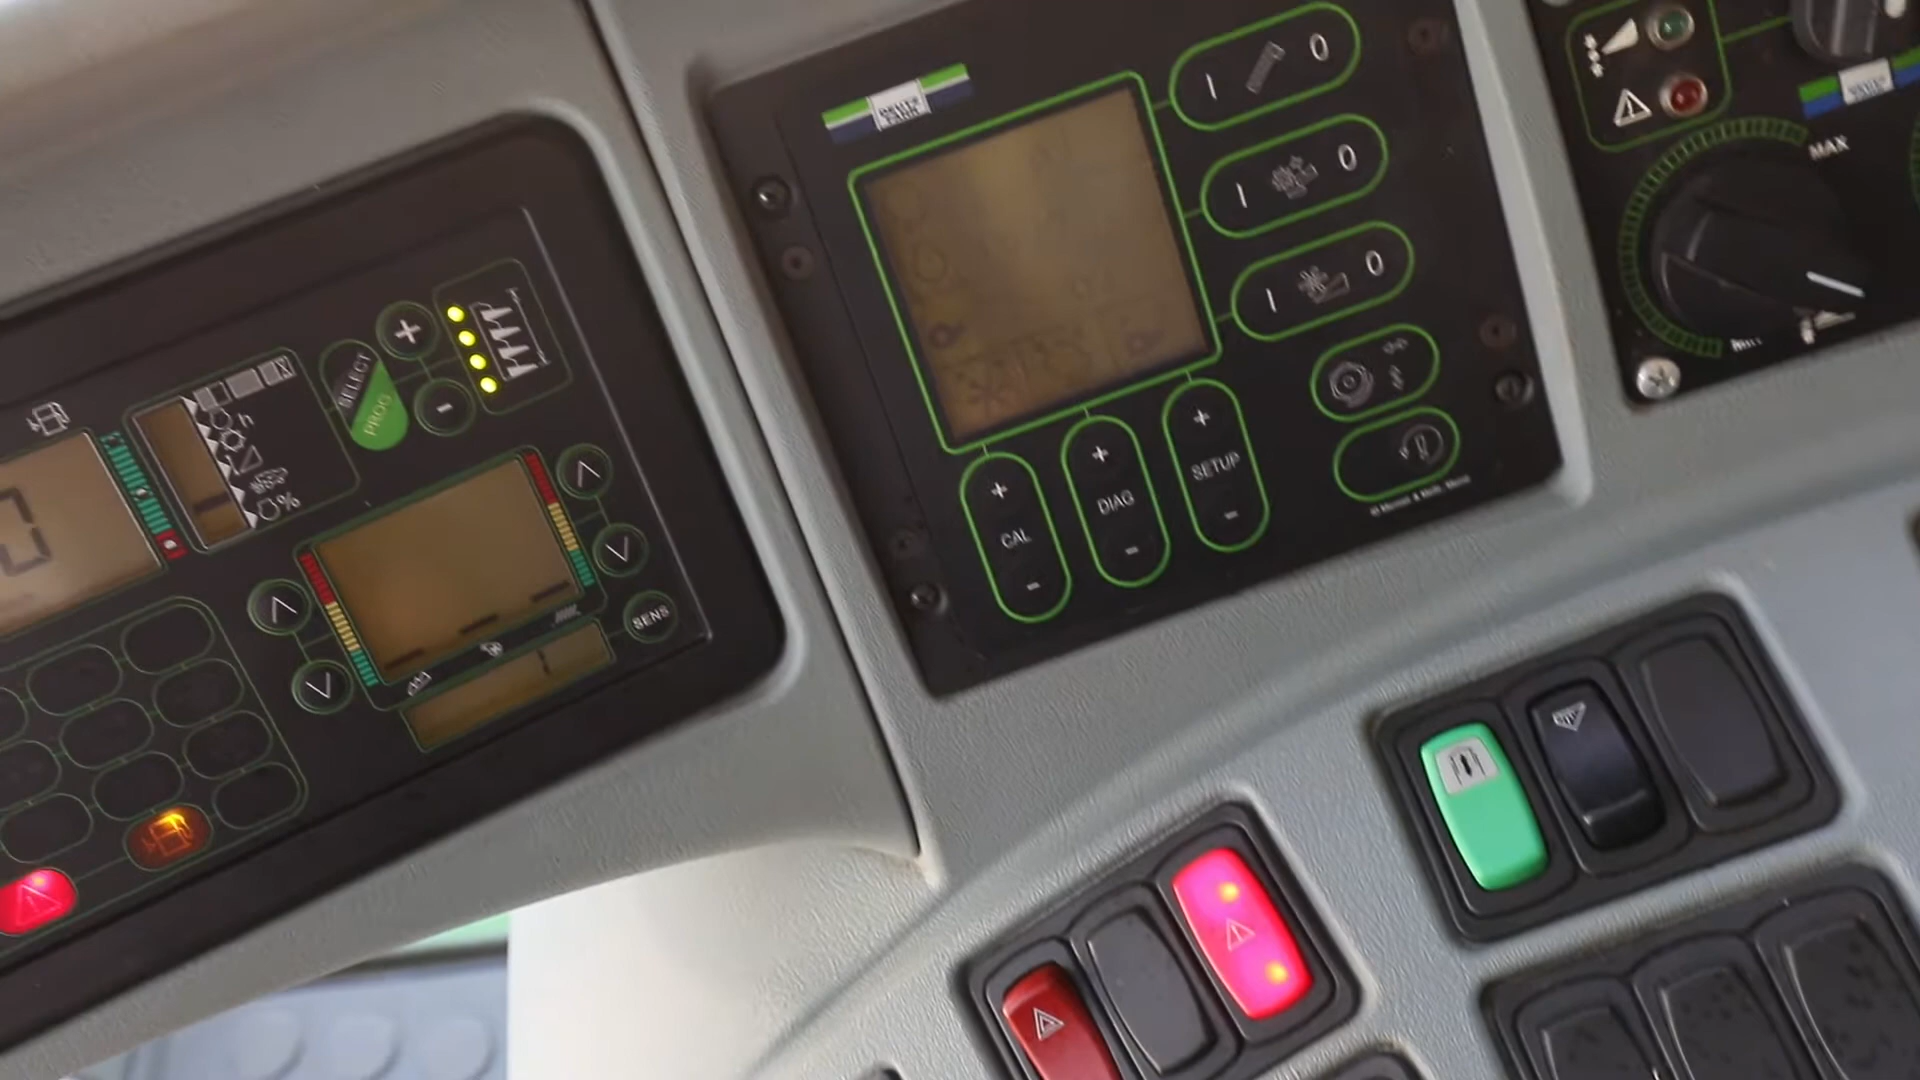 SELECT
PROG
+
-
SENS
%
I 0
I 0
I 0
+
CAL
-
+
DIAG
-
+
SETUP
-
MAX